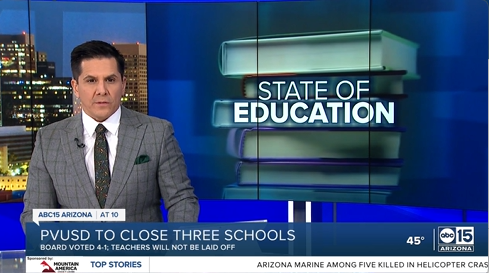 STATE OF
EDUCATION
ABC15 ARIZONA | AT 10
PVUSD TO CLOSE THREE SCHOOLS
BOARD VOTED 4-1; TEACHERS WILL NOT BE LAID OFF
45°
abc 15
ARIZONA
Sponsored by:
MOUNTAIN
AMERICA
TOP STORIES
ARIZONA MARINE AMONG FIVE KILLED IN HELICOPTER CRAS